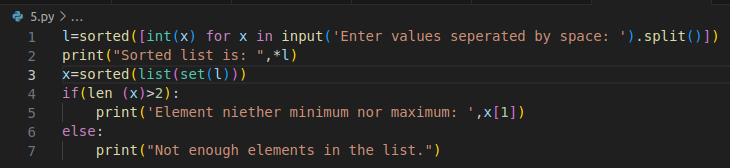 5.py > ...
1 l=sorted([int(x) for x in input('Enter values seperated by space: ').split()])
2 print("Sorted list is: ",*l)
3 x=sorted(list(set(l)))
4 if(len (x)>2):
5     print('Element niether minimum nor maximum: ',x[1])
6 else:
7     print("Not enough elements in the list.")